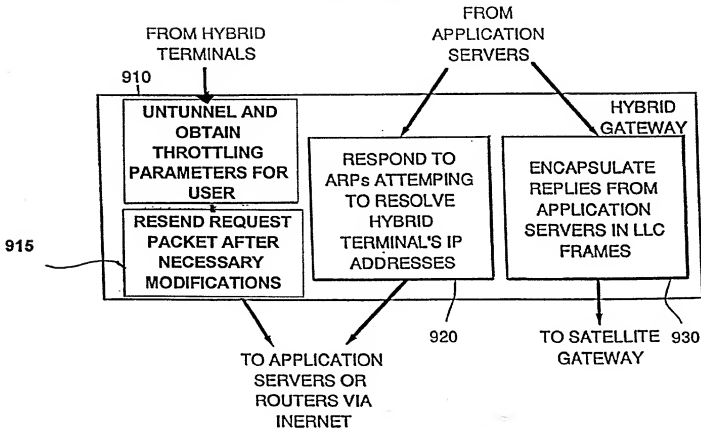 FROM HYBRID
TERMINALS
FROM
APPLICATION
SERVERS
910
HYBRID
GATEWAY
UNTUNNEL AND
OBTAIN
THROTTLING
PARAMETERS FOR
USER
RESEND REQUEST
PACKET AFTER
NECESSARY
MODIFICATIONS
915
RESPOND TO
ARPs ATTEMPING
TO RESOLVE
HYBRID
TERMINAL'S IP
ADDRESSES
920
ENCAPSULATE
REPLIES FROM
APPLICATION
SERVERS IN LLC
FRAMES
930
TO APPLICATION
SERVERS OR
ROUTERS VIA
INERNET
TO SATELLITE
GATEWAY